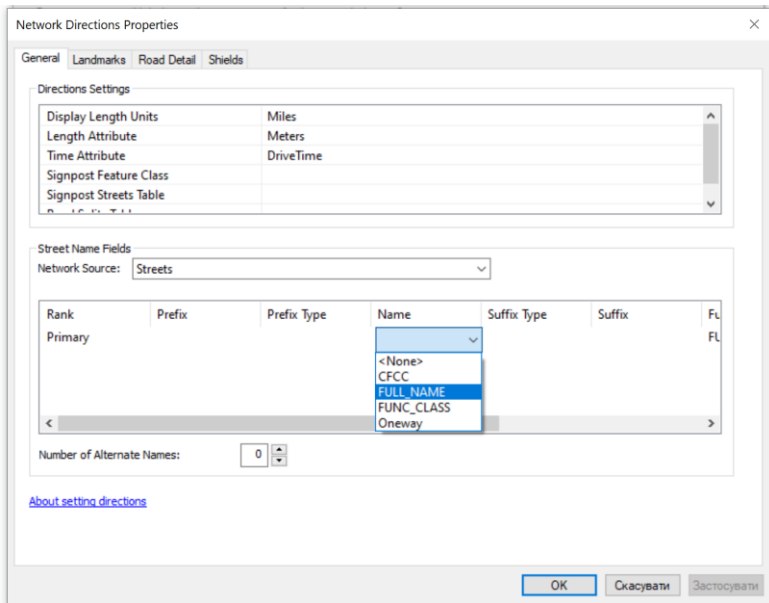 Network Directions Properties
General Landmarks Road Detail Shields
Directions Settings
Display Length Units Miles
Length Attribute Meters
Time Attribute DriveTime
Signpost Feature Class
Signpost Streets Table
Street Name Fields
Network Source: Streets
Rank Prefix Prefix Type Name Suffix Type Suffix Fu
Primary FL
<None>
CFCC
FULL_NAME
FUNC_CLASS
Oneway
Number of Alternate Names: 0
About setting directions
OK Скасувати Застосувати